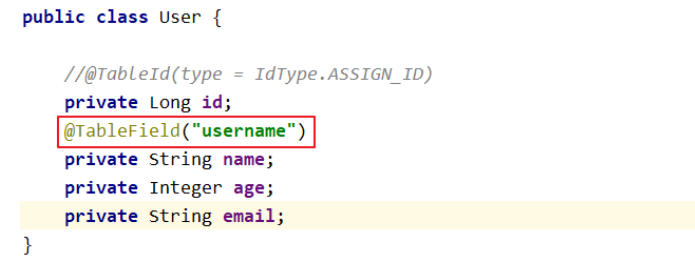 public class User {
//@TableId(type = IdType.ASSIGN_ID)
private Long id;
@TableField("username")
private String name;
private Integer age;
private String email;
}